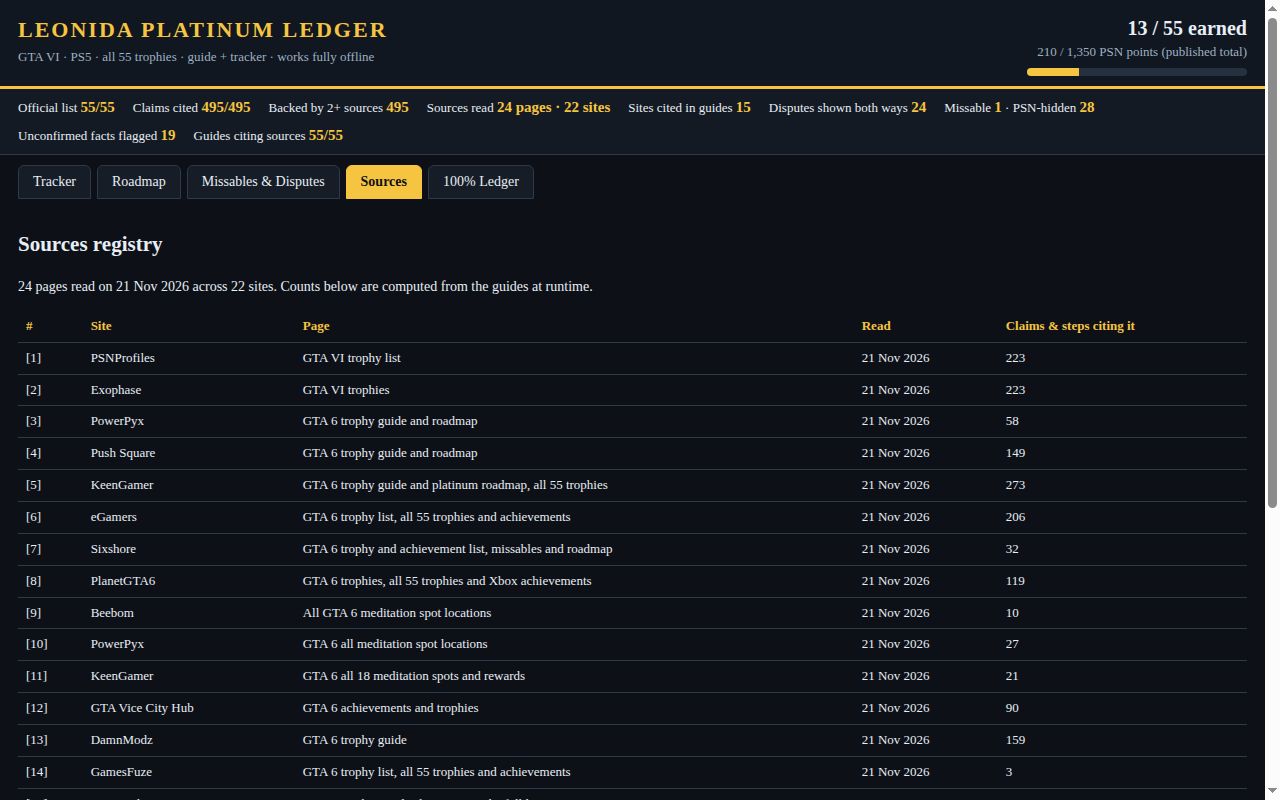 LEONIDA PLATINUM LEDGER
13 / 55 earned
GTA VI · PS5 · all 55 trophies · guide + tracker · works fully offline
210 / 1,350 PSN points (published total)
Official list 55/55 Claims cited 495/495 Backed by 2+ sources 495 Sources read 24 pages · 22 sites Sites cited in guides 15 Disputes shown both ways 24 Missable 1 · PSN-hidden 28
Unconfirmed facts flagged 19 Guides citing sources 55/55
Tracker Roadmap Missables & Disputes Sources 100% Ledger
Sources registry
24 pages read on 21 Nov 2026 across 22 sites. Counts below are computed from the guides at runtime.
# Site Page Read Claims & steps citing it
[1] PSNProfiles GTA VI trophy list 21 Nov 2026 223
[2] Exophase GTA VI trophies 21 Nov 2026 223
[3] PowerPyx GTA 6 trophy guide and roadmap 21 Nov 2026 58
[4] Push Square GTA 6 trophy guide and roadmap 21 Nov 2026 149
[5] KeenGamer GTA 6 trophy guide and platinum roadmap, all 55 trophies 21 Nov 2026 273
[6] eGamers GTA 6 trophy list, all 55 trophies and achievements 21 Nov 2026 206
[7] Sixshore GTA 6 trophy and achievement list, missables and roadmap 21 Nov 2026 32
[8] PlanetGTA6 GTA 6 trophies, all 55 trophies and Xbox achievements 21 Nov 2026 119
[9] Beebom All GTA 6 meditation spot locations 21 Nov 2026 10
[10] PowerPyx GTA 6 all meditation spot locations 21 Nov 2026 27
[11] KeenGamer GTA 6 all 18 meditation spots and rewards 21 Nov 2026 21
[12] GTA Vice City Hub GTA 6 achievements and trophies 21 Nov 2026 90
[13] DamnModz GTA 6 trophy guide 21 Nov 2026 159
[14] GamesFuze GTA 6 trophy list, all 55 trophies and achievements 21 Nov 2026 3